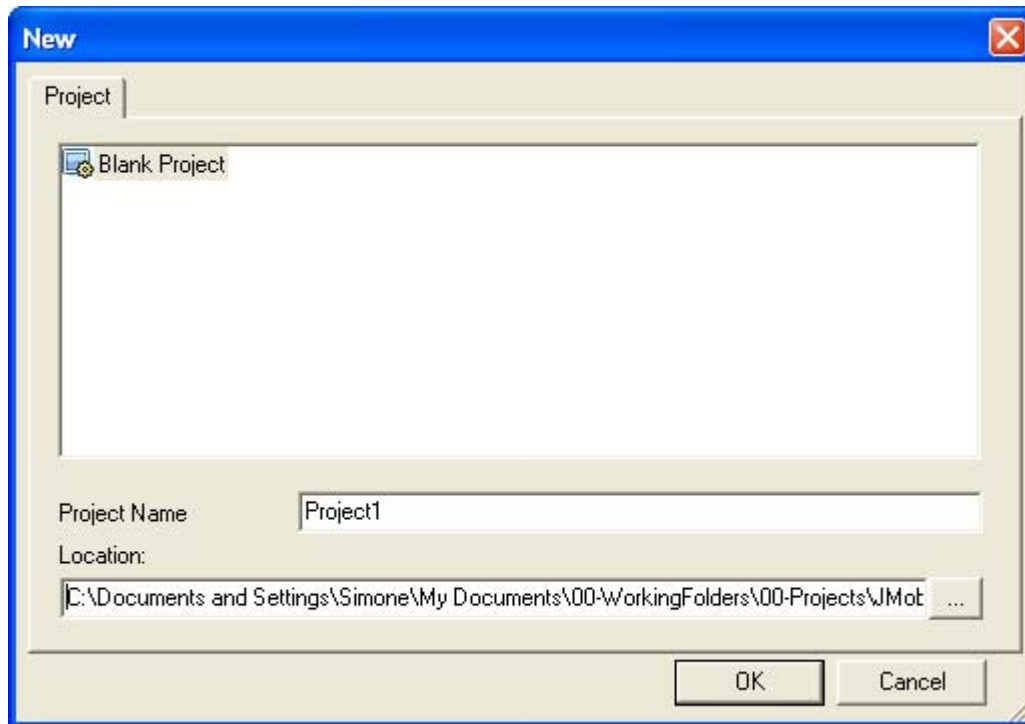 New
Project
Blank Project
Project Name
Project1
Location:
C:\Documents and Settings\Simone\My Documents\00-WorkingFolders\00-Projects\JMob
...
OK
Cancel